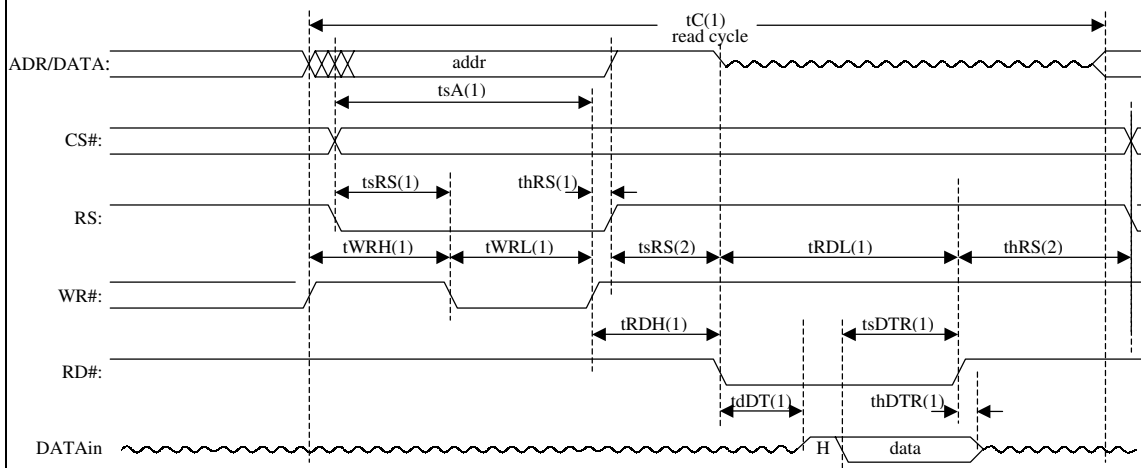 tC(1)
read cycle
ADR/DATA: addr
tsA(1)
CS#:
tsRS(1) thRS(1)
RS:
tWRH(1) tWRL(1) tsRS(2) tRDL(1) thRS(2)
WR#:
tRDH(1) tsDTR(1)
RD#:
tdDT(1) thDTR(1)
DATAin H data